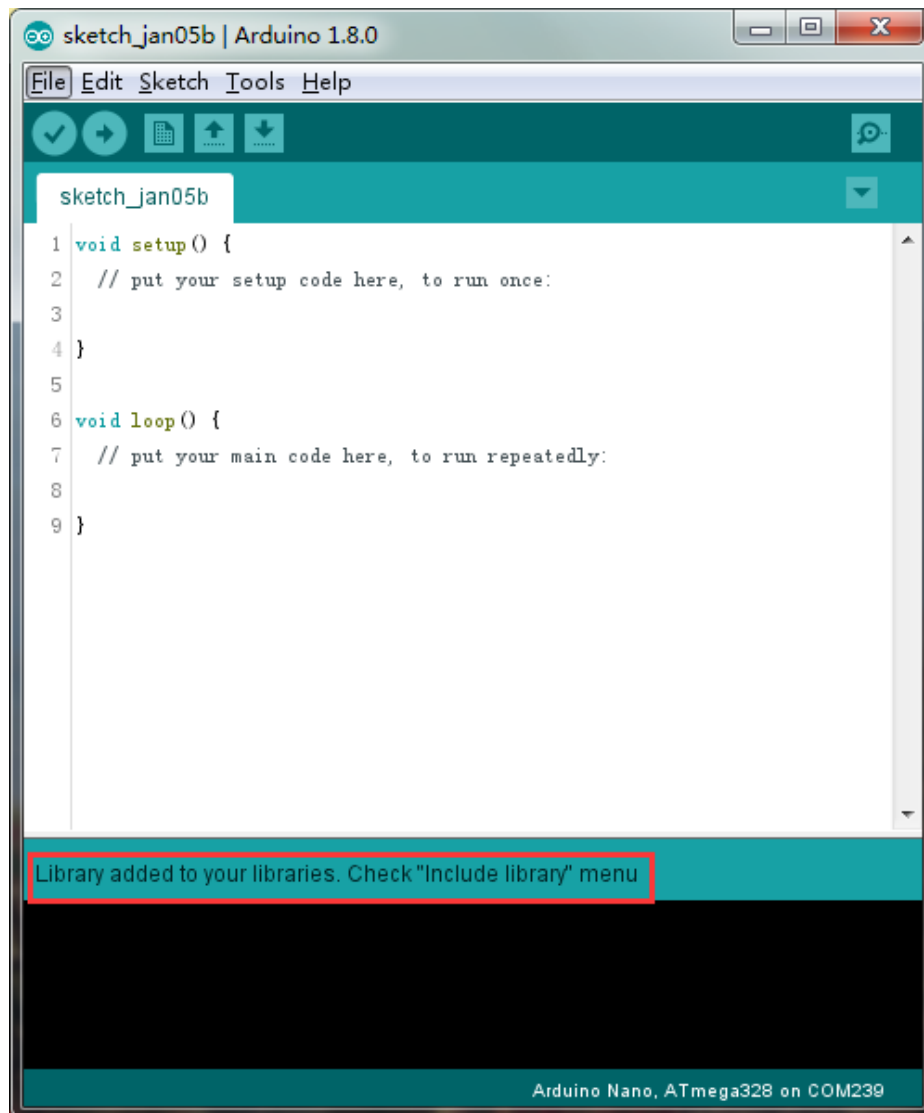 sketch_jan05b | Arduino 1.8.0
File Edit Sketch Tools Help
sketch_jan05b
1 void setup() {
2 // put your setup code here, to run once:
3
4 }
5
6 void loop() {
7 // put your main code here, to run repeatedly:
8
9 }
Library added to your libraries. Check "Include library" menu
Arduino Nano, ATmega328 on COM239